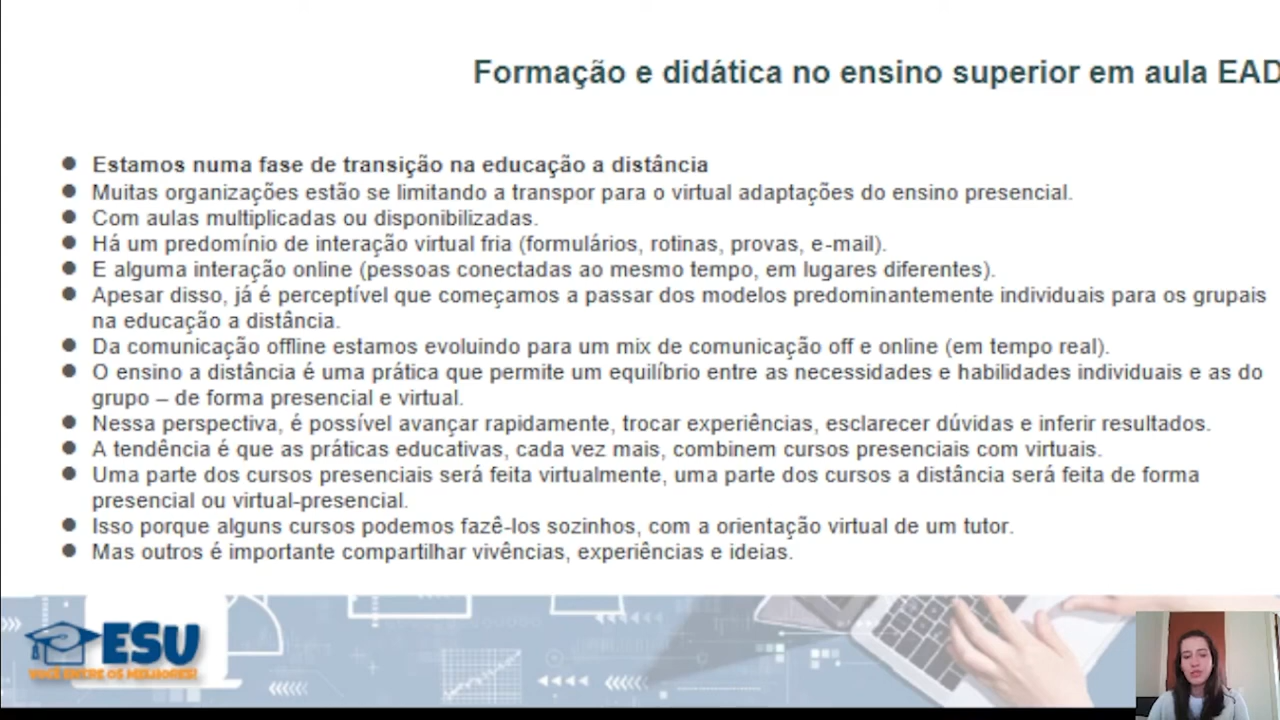 Formação e didática no ensino superior em aula EAD
Estamos numa fase de transição na educação a distância
Muitas organizações estão se limitando a transpor para o virtual adaptações do ensino presencial.
Com aulas multiplicadas ou disponibilizadas.
Há um predomínio de interação virtual fria (formulários, rotinas, provas, e-mail).
E alguma interação online (pessoas conectadas ao mesmo tempo, em lugares diferentes).
Apesar disso, já é perceptível que começamos a passar dos modelos predominantemente individuais para os grupais
na educação a distância.
Da comunicação offline estamos evoluindo para um mix de comunicação off e online (em tempo real).
O ensino a distância é uma prática que permite um equilíbrio entre as necessidades e habilidades individuais e as do
grupo – de forma presencial e virtual.
Nessa perspectiva, é possível avançar rapidamente, trocar experiências, esclarecer dúvidas e inferir resultados.
A tendência é que as práticas educativas, cada vez mais, combinem cursos presenciais com virtuais.
Uma parte dos cursos presenciais será feita virtualmente, uma parte dos cursos a distância será feita de forma
presencial ou virtual-presencial.
Isso porque alguns cursos podemos fazê-los sozinhos, com a orientação virtual de um tutor.
Mas outros é importante compartilhar vivências, experiências e ideias.
ESU
VOCÊ ENTRE OS MELHORES!